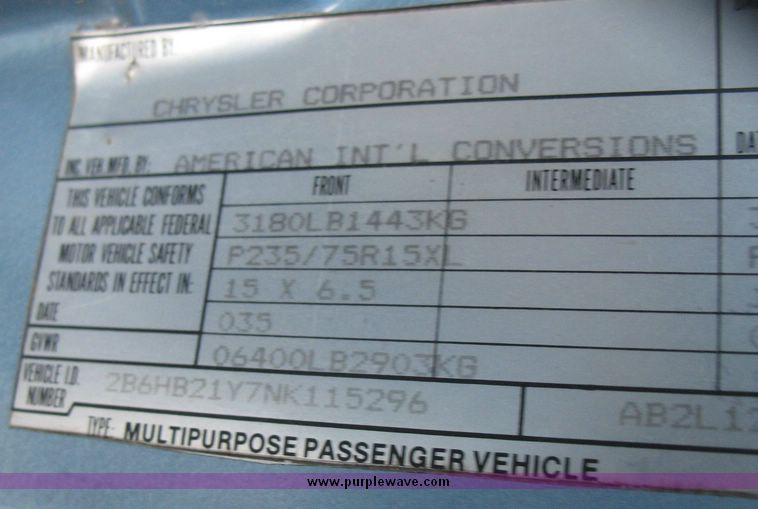 MANUFACTURED BY
CHRYSLER CORPORATION
INC. VEH. MFD. BY: AMERICAN INT'L CONVERSIONS DA
THIS VEHICLE CONFORMS
TO ALL APPLICABLE FEDERAL
MOTOR VEHICLE SAFETY
STANDARDS IN EFFECT IN:
DATE
FRONT INTERMEDIATE
3180LB1443KG
P235/75R15XL
15 X 6.5
035
GVWR 06400LB2903KG
VEHICLE I.D.
NUMBER 2B6HB21Y7NK115296 AB2L12
TYPE: MULTIPURPOSE PASSENGER VEHICLE
www.purplewave.com